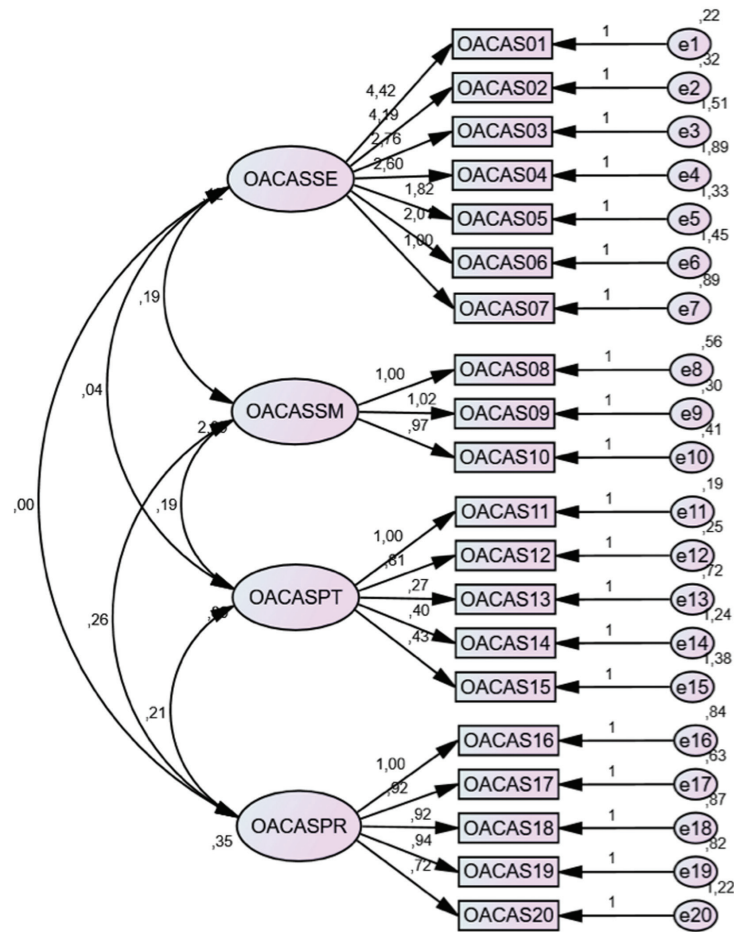 ,22
OACAS01 1 e1
4,42 ,32
OACAS02 1 e2
4,19 1,51
OACAS03 1 e3
2,76 1,89
OACAS04 1 e4
2,60 1,33
OACASSE
OACAS05 1 e5
1,82 1,45
OACAS06 1 e6
1,00 ,89
OACAS07 1 e7
,19
,56
OACAS08 1 e8
1,00 ,30
OACASSM
OACAS09 1 e9
1,02 ,41
OACAS10 1 e10
,97
,04
,19
OACAS11 1 e11
1,00 ,25
OACAS12 1 e12
,81 ,72
OACASPT
OACAS13 1 e13
,27 1,24
OACAS14 1 e14
,40 1,38
OACAS15 1 e15
,43
,00
,19
,26
,21
,84
OACAS16 1 e16
1,00 ,63
OACAS17 1 e17
,92 ,87
OACASPR
,35
OACAS18 1 e18
,92 ,82
OACAS19 1 e19
,94 1,22
OACAS20 1 e20
,72